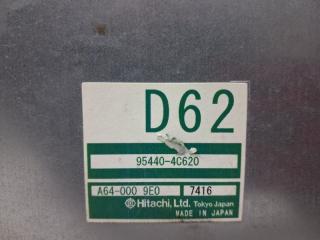 D62
95440-4C620
A64-000 9E0 7416
Hitachi, Ltd. Tokyo Japan
MADE IN JAPAN